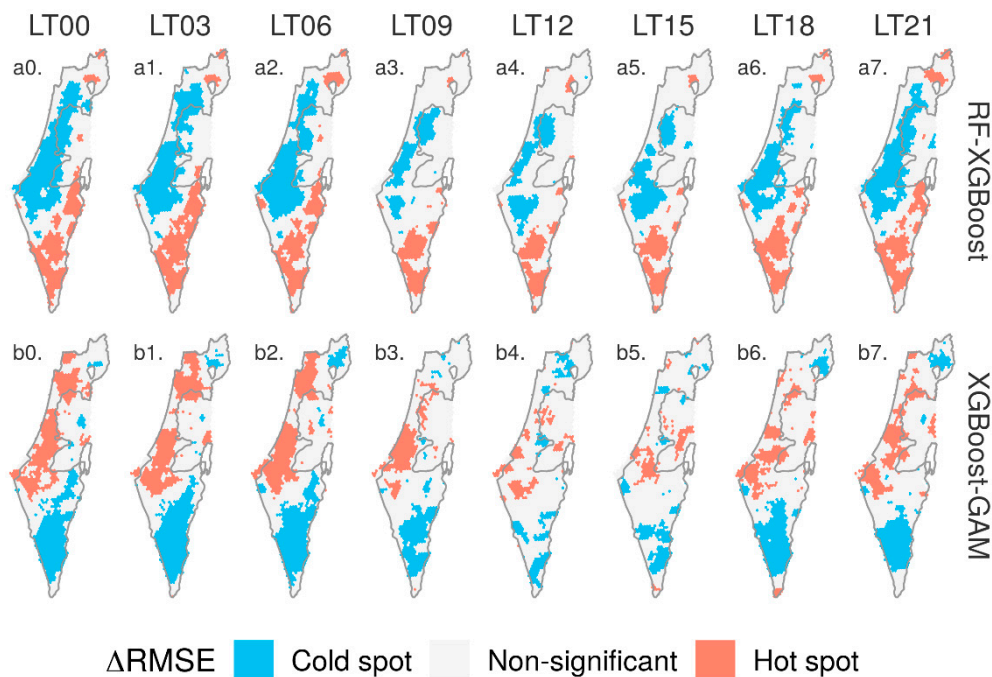 LT00 LT03 LT06 LT09 LT12 LT15 LT18 LT21
a0. a1. a2. a3. a4. a5. a6. a7.
RF-XGBoost
b0. b1. b2. b3. b4. b5. b6. b7.
XGBoost-GAM
ΔRMSE Cold spot Non-significant Hot spot